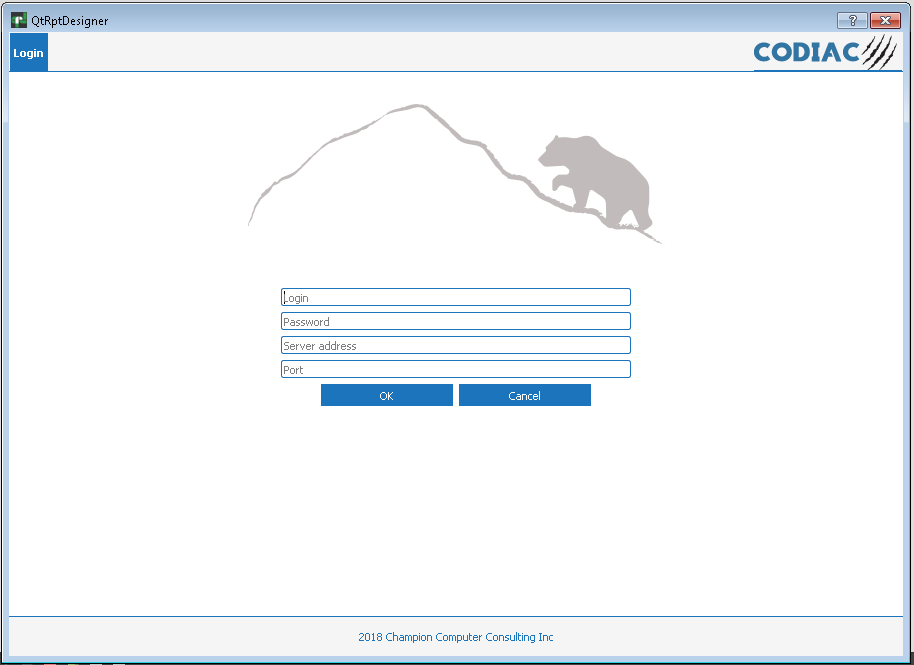 QtRptDesigner
?
Login
CODIAC
Login
Password
Server address
Port
OK
Cancel
2018 Champion Computer Consulting Inc